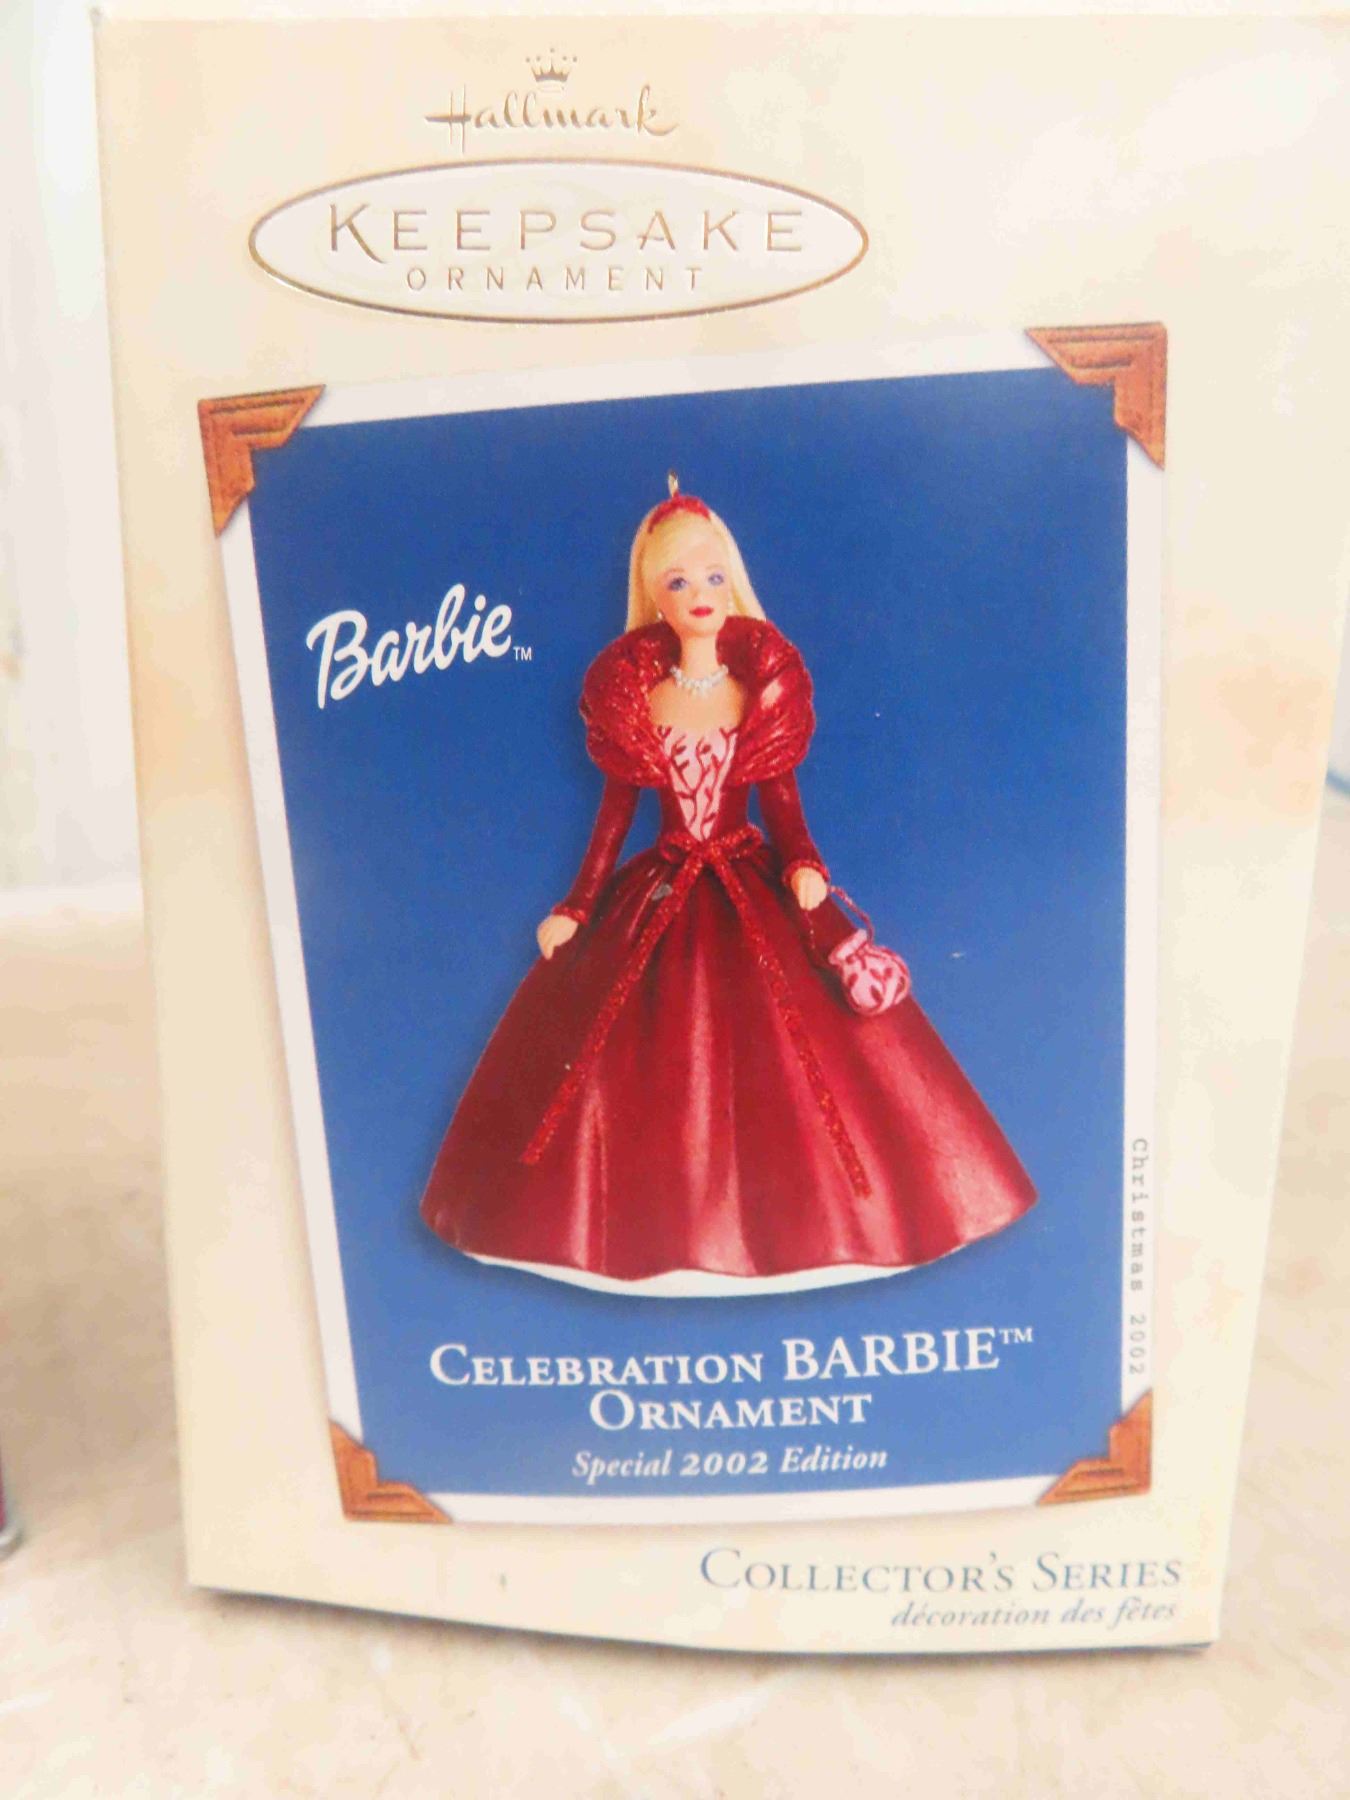 Hallmark
KEEPSAKE
ORNAMENT
Barbie™
Christmas 2002
CELEBRATION BARBIE™
ORNAMENT
Special 2002 Edition
COLLECTOR'S SERIES
décoration des fêtes